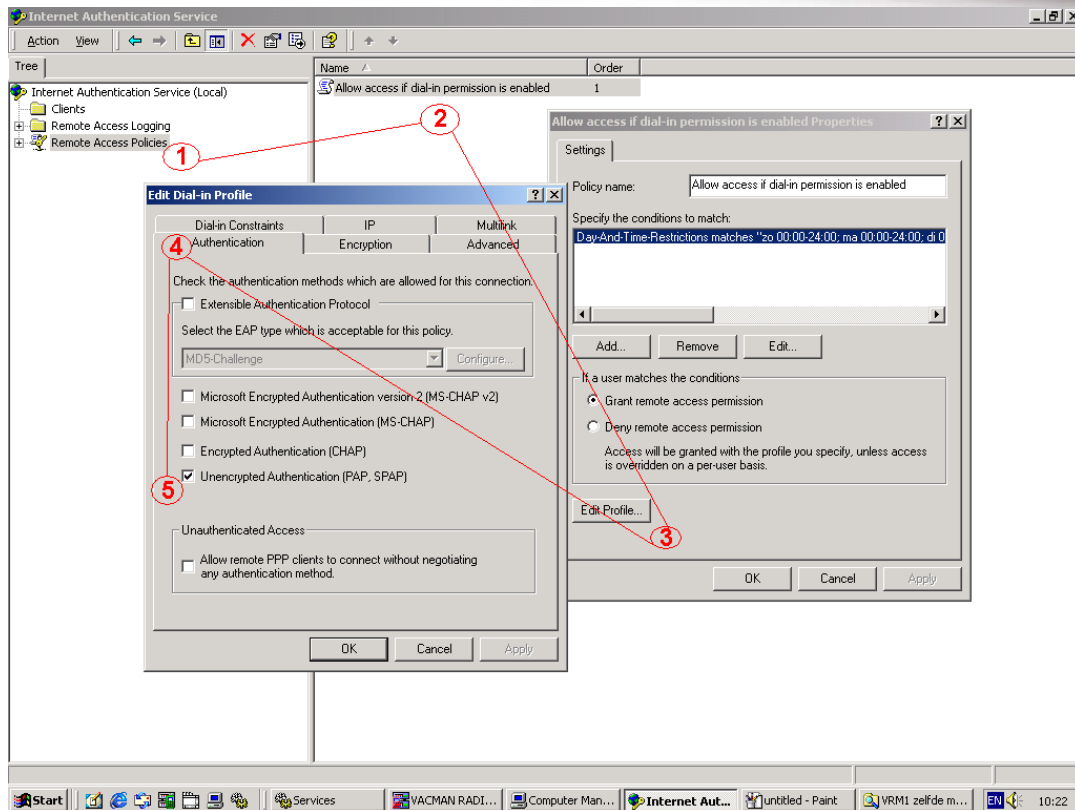 Internet Authentication Service
Action View
Tree
Name Order
Internet Authentication Service (Local)
Clients
Remote Access Logging
Remote Access Policies
Allow access if dial-in permission is enabled 1
1
2
Allow access if dial-in permission is enabled Properties
Settings
Policy name: Allow access if dial-in permission is enabled
Specify the conditions to match:
Day-And-Time-Restrictions matches "zo 00:00-24:00; ma 00:00-24:00; di 0
Add... Remove Edit...
If a user matches the conditions
Grant remote access permission
Deny remote access permission
Access will be granted with the profile you specify, unless access
is overridden on a per-user basis.
Edit Profile...
3
OK Cancel Apply
Edit Dial-in Profile
Dial-in Constraints IP Multilink
4
Authentication Encryption Advanced
Check the authentication methods which are allowed for this connection.
Extensible Authentication Protocol
Select the EAP type which is acceptable for this policy.
MD5-Challenge Configure...
Microsoft Encrypted Authentication version 2 (MS-CHAP v2)
Microsoft Encrypted Authentication (MS-CHAP)
Encrypted Authentication (CHAP)
Unencrypted Authentication (PAP, SPAP)
5
Unauthenticated Access
Allow remote PPP clients to connect without negotiating
any authentication method.
OK Cancel Apply
Start Services VACMAN RADI... Computer Man... Internet Aut... untitled - Paint VRM1 zelfde m... EN 10:22